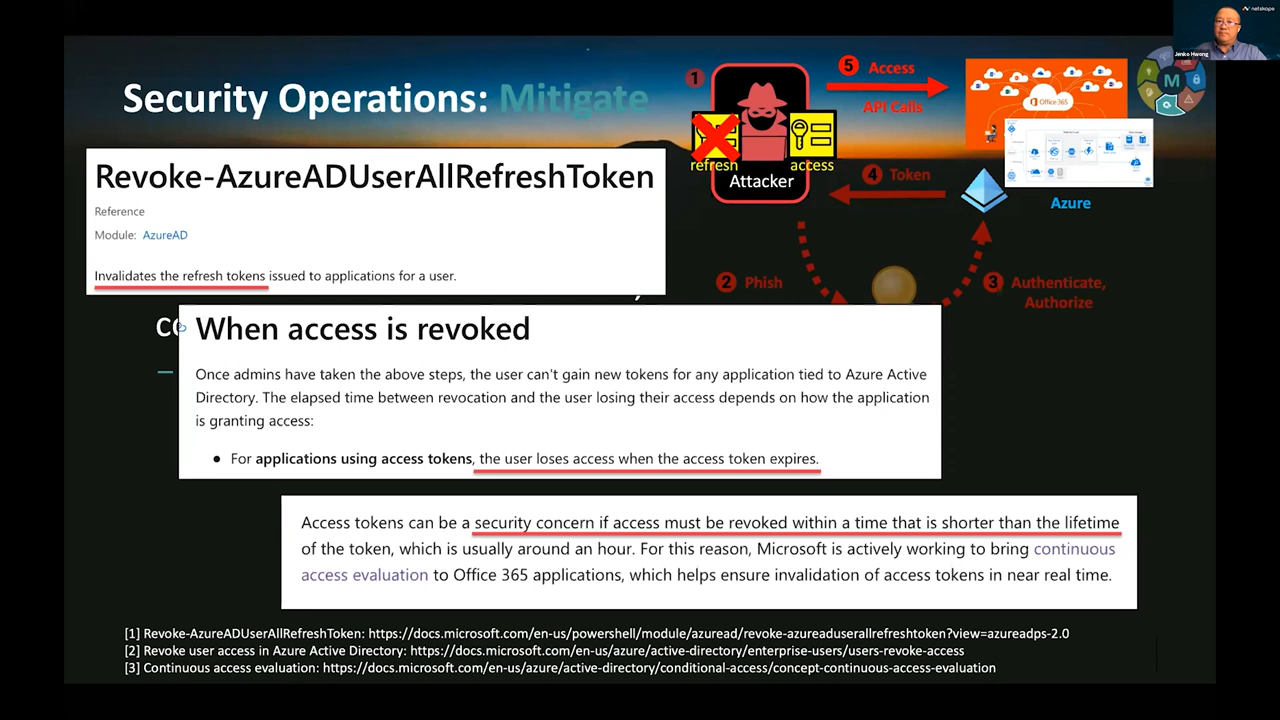 netskope
Jenko Hwong
Security Operations: Mitigate
1
5 Access
API Calls
Office 365
M
refresh
access
Attacker
4 Token
Azure
2 Phish
3 Authenticate,
Authorize
Revoke-AzureADUserAllRefreshToken
Reference
Module: AzureAD
Invalidates the refresh tokens issued to applications for a user.
When access is revoked
Once admins have taken the above steps, the user can't gain new tokens for any application tied to Azure Active
Directory. The elapsed time between revocation and the user losing their access depends on how the application
is granting access:
• For applications using access tokens, the user loses access when the access token expires.
Access tokens can be a security concern if access must be revoked within a time that is shorter than the lifetime
of the token, which is usually around an hour. For this reason, Microsoft is actively working to bring continuous
access evaluation to Office 365 applications, which helps ensure invalidation of access tokens in near real time.
[1] Revoke-AzureADUserAllRefreshToken: https://docs.microsoft.com/en-us/powershell/module/azuread/revoke-azureaduserallrefreshtoken?view=azureadps-2.0
[2] Revoke user access in Azure Active Directory: https://docs.microsoft.com/en-us/azure/active-directory/enterprise-users/users-revoke-access
[3] Continuous access evaluation: https://docs.microsoft.com/en-us/azure/active-directory/conditional-access/concept-continuous-access-evaluation